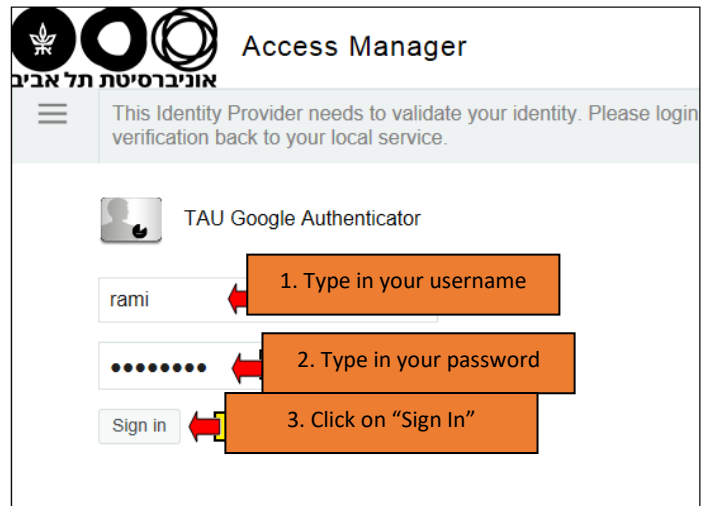 Access Manager
אוניברסיטת תל אביב
This Identity Provider needs to validate your identity. Please login
verification back to your local service.
TAU Google Authenticator
rami
1. Type in your username
●●●●●●●●
2. Type in your password
Sign in
3. Click on “Sign In”